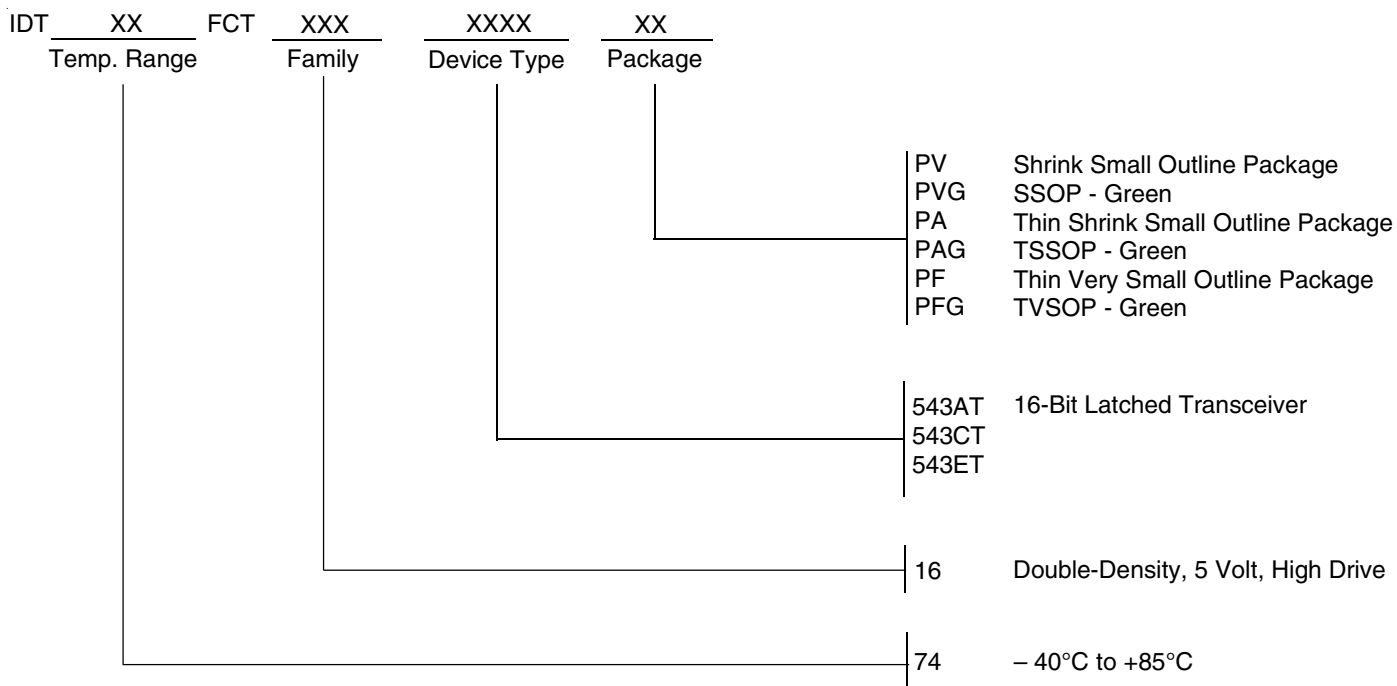 IDT XX FCT XXX XXXX XX
Temp. Range Family Device Type Package
PV Shrink Small Outline Package
PVG SSOP - Green
PA Thin Shrink Small Outline Package
PAG TSSOP - Green
PF Thin Very Small Outline Package
PFG TVSOP - Green
543AT 16-Bit Latched Transceiver
543CT
543ET
16 Double-Density, 5 Volt, High Drive
74 – 40°C to +85°C